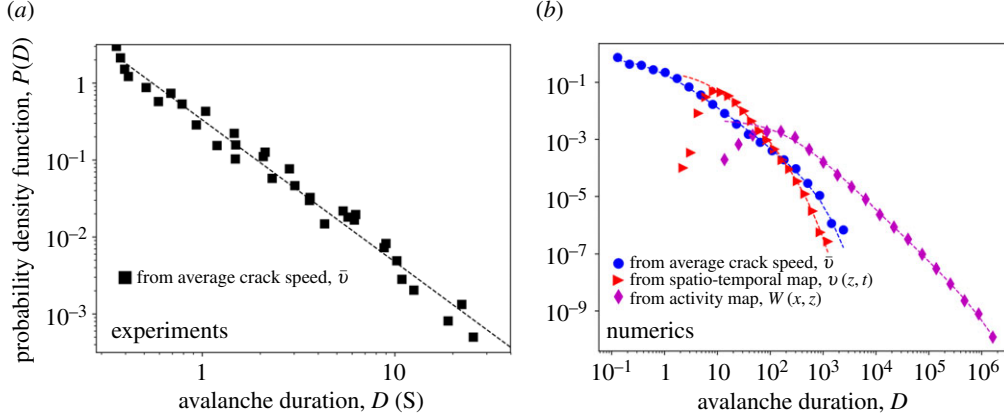 (a)
(b)
probability density function, P(D)
1
10⁻¹
10⁻²
10⁻³
from average crack speed, ῡ
experiments
1
10
avalanche duration, D (S)
10⁻¹
10⁻³
10⁻⁵
10⁻⁷
10⁻⁹
from average crack speed, ῡ
from spatio-temporal map, υ (z, t)
from activity map, W (x, z)
numerics
10⁻¹
1
10
10²
10³
10⁴
10⁵
10⁶
avalanche duration, D